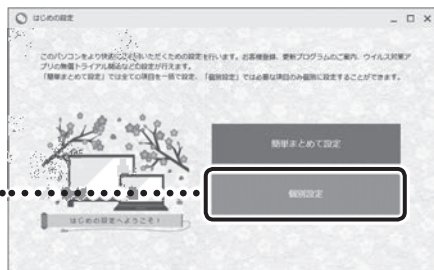 はじめの設定
このパソコンをより快適にご利用いただくための設定を行います。お客様登録、更新プログラムのご案内、ウイルス対策ア
プリの無償トライアル開始などの設定が行えます。
「簡単まとめて設定」では全ての項目を一括で設定、「個別設定」では必要な項目のみ個別に設定することができます。
簡単まとめて設定
個別設定
はじめの設定へようこそ！